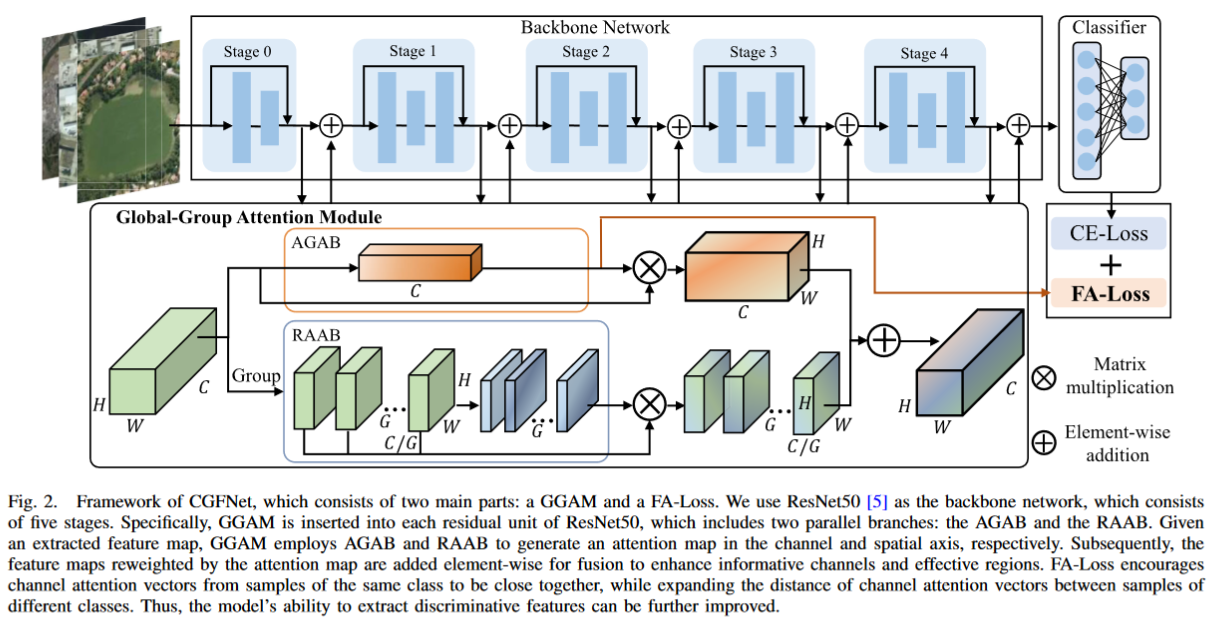 Backbone Network
Classifier
Stage 0
Stage 1
Stage 2
Stage 3
Stage 4
Global-Group Attention Module
AGAB
C
H
W
C
CE-Loss
+
FA-Loss
RAAB
Group
H
W
C
G
C/G
H
W
G
H
G
C/G
W
H
W
C
Matrix
multiplication
Element-wise
addition
Fig. 2. Framework of CGFNet, which consists of two main parts: a GGAM and a FA-Loss. We use ResNet50 [5] as the backbone network, which consists
of five stages. Specifically, GGAM is inserted into each residual unit of ResNet50, which includes two parallel branches: the AGAB and the RAAB. Given
an extracted feature map, GGAM employs AGAB and RAAB to generate an attention map in the channel and spatial axis, respectively. Subsequently, the
feature maps reweighted by the attention map are added element-wise for fusion to enhance informative channels and effective regions. FA-Loss encourages
channel attention vectors from samples of the same class to be close together, while expanding the distance of channel attention vectors between samples of
different classes. Thus, the model's ability to extract discriminative features can be further improved.